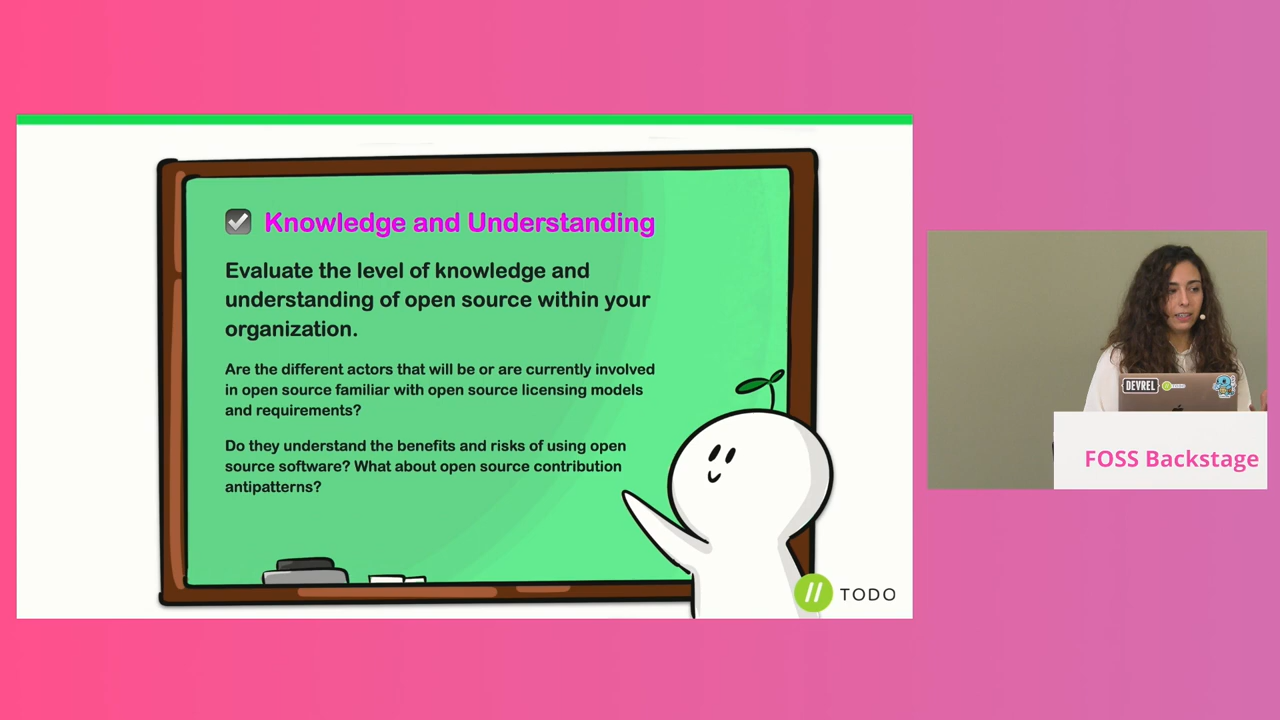 Knowledge and Understanding
Evaluate the level of knowledge and
understanding of open source within your
organization.
Are the different actors that will be or are currently involved
in open source familiar with open source licensing models
and requirements?
Do they understand the benefits and risks of using open
source software? What about open source contribution
antipatterns?
TODO
DEVREL
TODO
FOSS Backstage